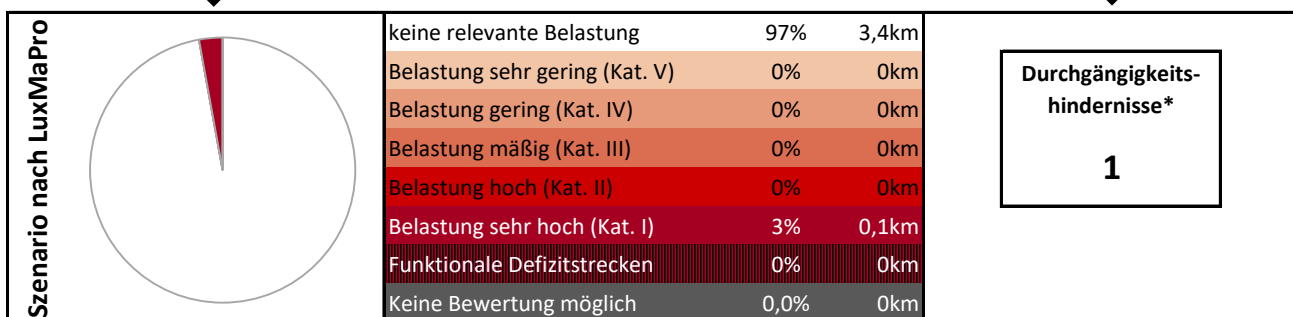 Szenario nach LuxMaPro
keine relevante Belastung 97% 3,4km
Belastung sehr gering (Kat. V) 0% 0km
Belastung gering (Kat. IV) 0% 0km
Belastung mäßig (Kat. III) 0% 0km
Belastung hoch (Kat. II) 0% 0km
Belastung sehr hoch (Kat. I) 3% 0,1km
Funktionale Defizitstrecken 0% 0km
Keine Bewertung möglich 0,0% 0km
Durchgängigkeits-
hindernisse*
1